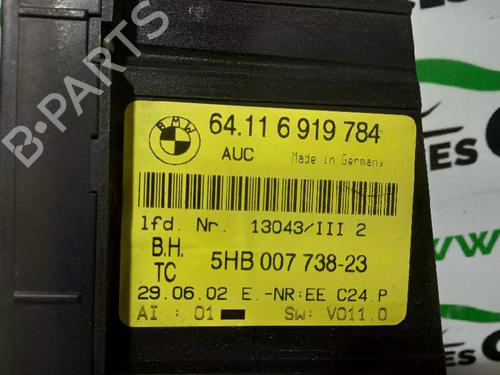 BMW
64.11 6 919 784
AUC Made in Germany
lfd. Nr. 13043/III 2
B.H.
TC 5HB 007 738-23
29.06.02 E.-NR:EE C24.P
AI : 01 SW: V011.0
B-PARTS
ES
www.
ES C